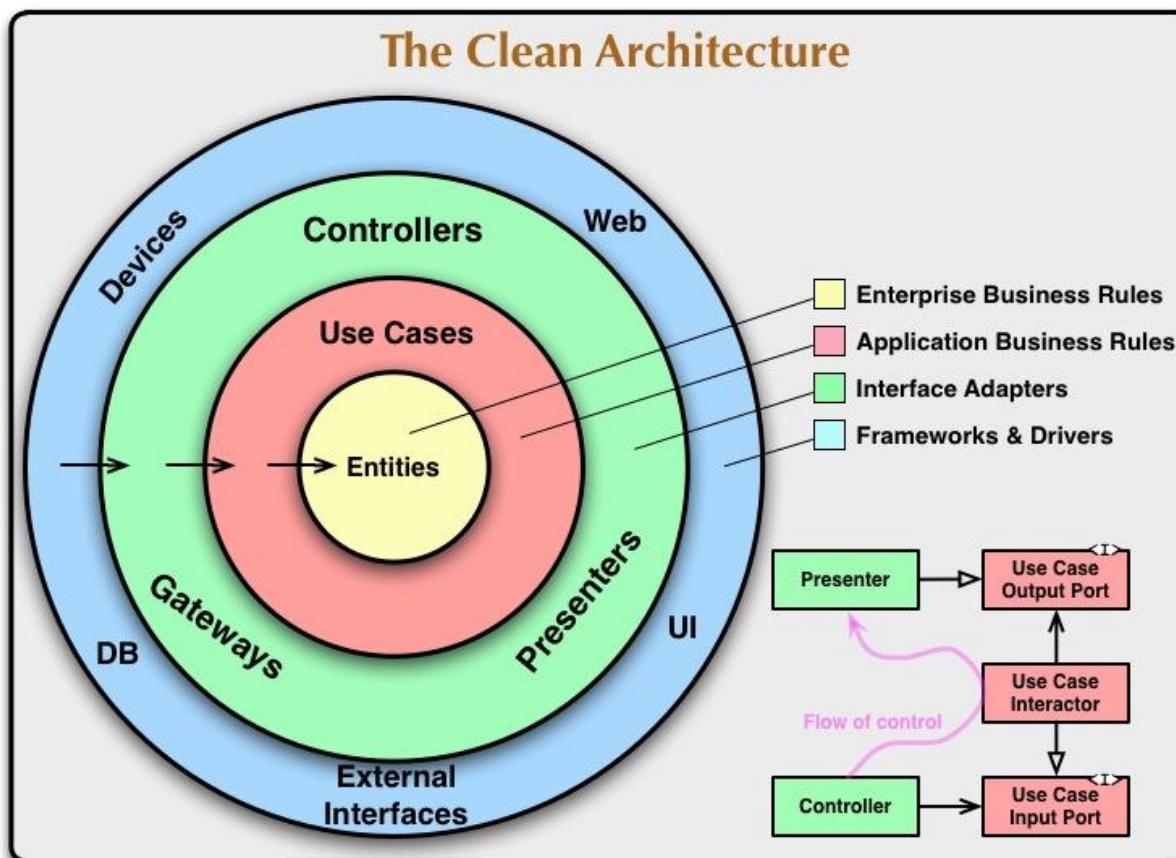 The Clean Architecture
Devices
Web
Controllers
Use Cases
Entities
Gateways
Presenters
DB
UI
External
Interfaces
Enterprise Business Rules
Application Business Rules
Interface Adapters
Frameworks & Drivers
Presenter
<I>
Use Case
Output Port
Use Case
Interactor
Flow of control
Controller
<I>
Use Case
Input Port